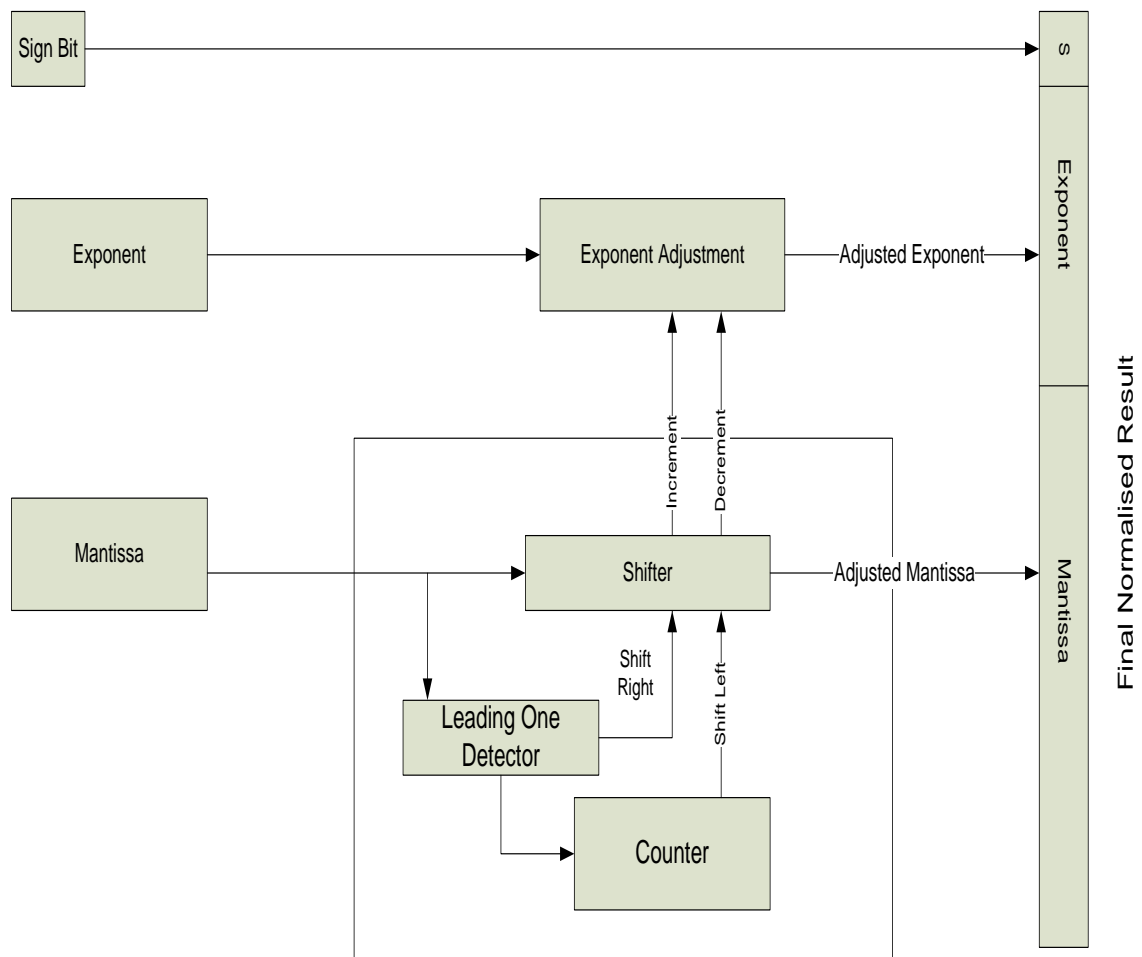 Sign Bit
S
Exponent
Exponent Adjustment
Adjusted Exponent
Exponent
Increment
Decrement
Mantissa
Shifter
Adjusted Mantissa
Mantissa
Final Normalised Result
Shift
Right
Shift Left
Leading One
Detector
Counter